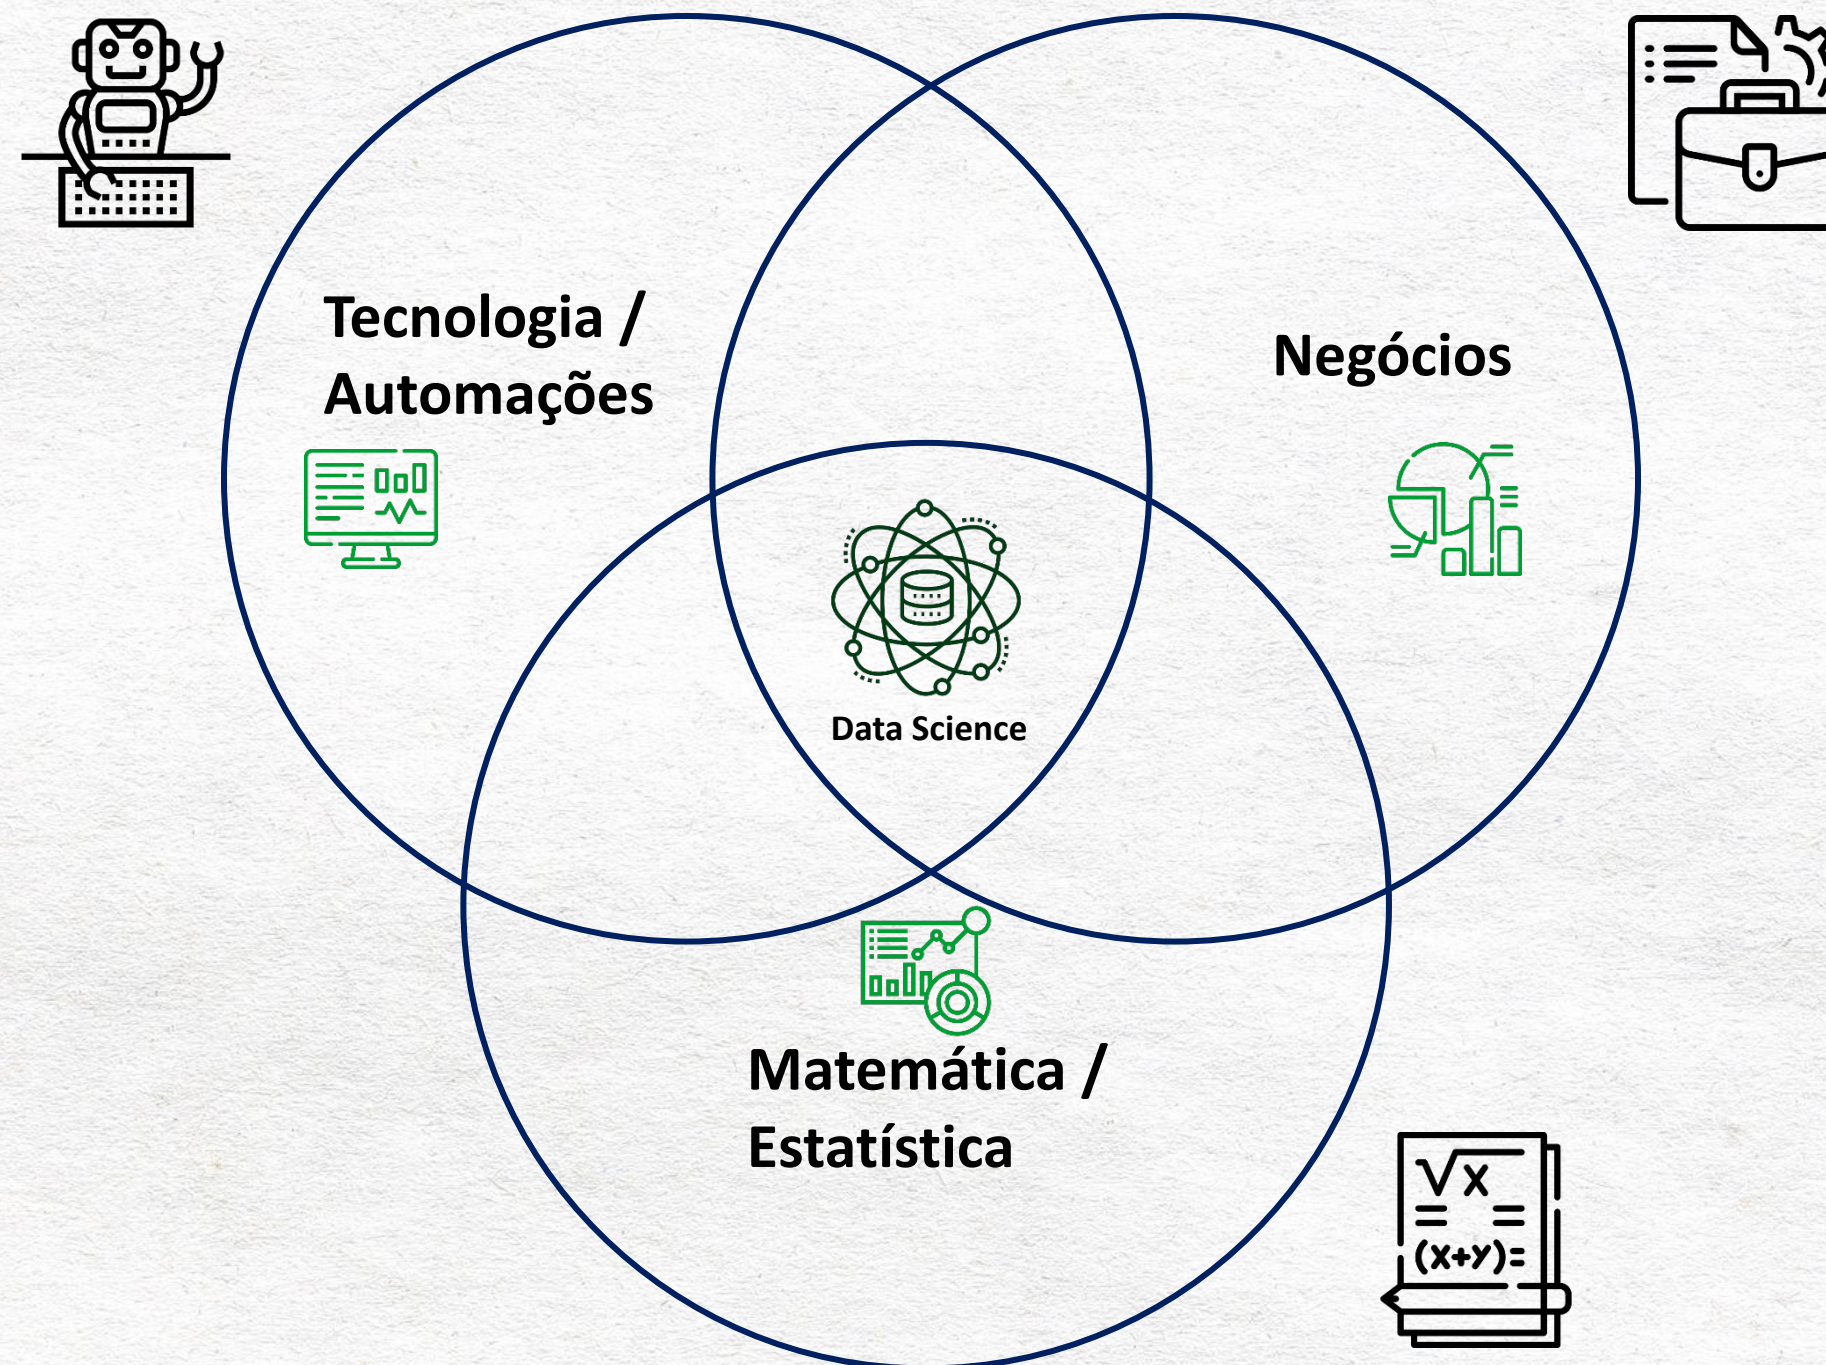 Tecnologia /
Automações
Negócios
Data Science
Matemática /
Estatística
√x
= =
(x+y)=